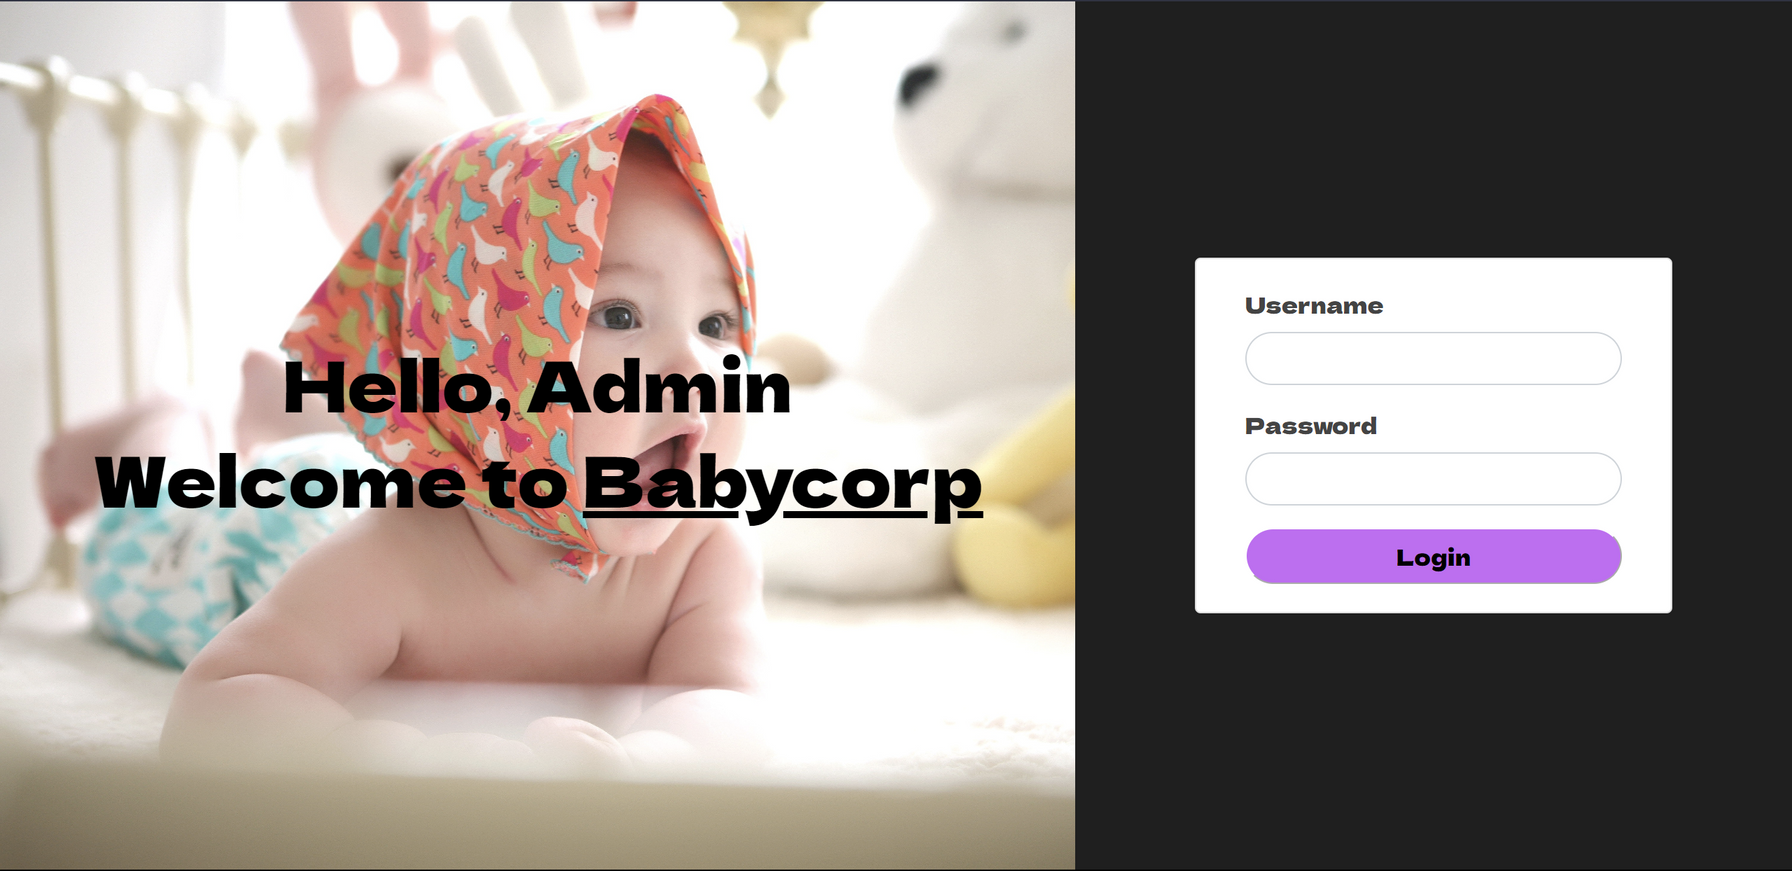 Hello, Admin
Welcome to Babycorp
Username
Password
Login